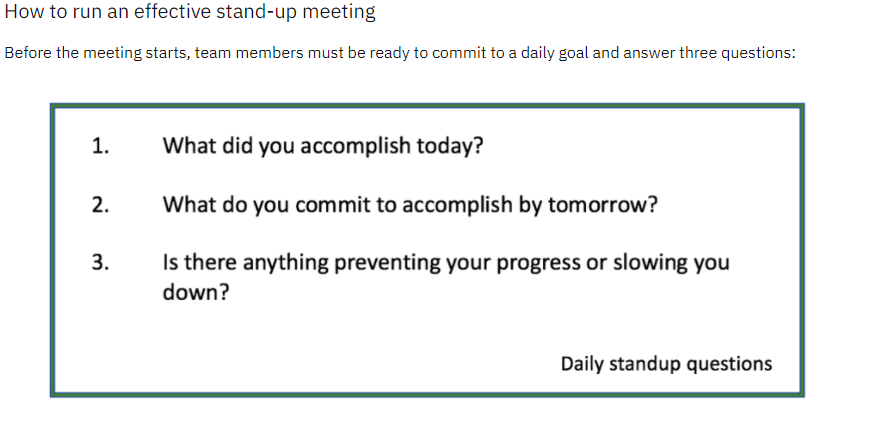 How to run an effective stand-up meeting
Before the meeting starts, team members must be ready to commit to a daily goal and answer three questions:
1. What did you accomplish today?
2. What do you commit to accomplish by tomorrow?
3. Is there anything preventing your progress or slowing you
down?
Daily standup questions